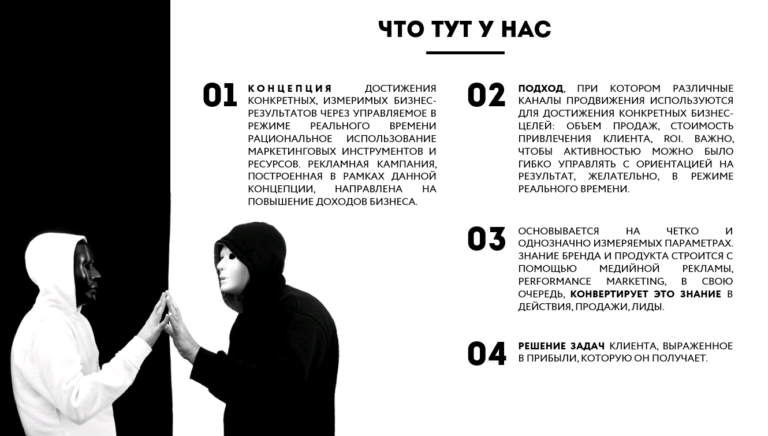 ЧТО ТУТ У НАС
01
КОНЦЕПЦИЯ ДОСТИЖЕНИЯ
КОНКРЕТНЫХ, ИЗМЕРИМЫХ БИЗНЕС-
РЕЗУЛЬТАТОВ ЧЕРЕЗ УПРАВЛЯЕМОЕ В
РЕЖИМЕ РЕАЛЬНОГО ВРЕМЕНИ
РАЦИОНАЛЬНОЕ ИСПОЛЬЗОВАНИЕ
МАРКЕТИНГОВЫХ ИНСТРУМЕНТОВ И
РЕСУРСОВ. РЕКЛАМНАЯ КАМПАНИЯ,
ПОСТРОЕННАЯ В РАМКАХ ДАННОЙ
КОНЦЕПЦИИ, НАПРАВЛЕНА НА
ПОВЫШЕНИЕ ДОХОДОВ БИЗНЕСА.
02
ПОДХОД, ПРИ КОТОРОМ РАЗЛИЧНЫЕ
КАНАЛЫ ПРОДВИЖЕНИЯ ИСПОЛЬЗУЮТСЯ
ДЛЯ ДОСТИЖЕНИЯ КОНКРЕТНЫХ БИЗНЕС-
ЦЕЛЕЙ: ОБЪЕМ ПРОДАЖ, СТОИМОСТЬ
ПРИВЛЕЧЕНИЯ КЛИЕНТА, ROI. ВАЖНО,
ЧТОБЫ АКТИВНОСТЬЮ МОЖНО БЫЛО
ГИБКО УПРАВЛЯТЬ С ОРИЕНТАЦИЕЙ НА
РЕЗУЛЬТАТ, ЖЕЛАТЕЛЬНО, В РЕЖИМЕ
РЕАЛЬНОГО ВРЕМЕНИ.
03
ОСНОВЫВАЕТСЯ НА ЧЕТКО И
ОДНОЗНАЧНО ИЗМЕРЯЕМЫХ ПАРАМЕТРАХ.
ЗНАНИЕ БРЕНДА И ПРОДУКТА СТРОИТСЯ С
ПОМОЩЬЮ МЕДИЙНОЙ РЕКЛАМЫ,
PERFORMANCE MARKETING, В СВОЮ
ОЧЕРЕДЬ, КОНВЕРТИРУЕТ ЭТО ЗНАНИЕ В
ДЕЙСТВИЯ, ПРОДАЖИ, ЛИДЫ.
04
РЕШЕНИЕ ЗАДАЧ КЛИЕНТА, ВЫРАЖЕННОЕ
В ПРИБЫЛИ, КОТОРУЮ ОН ПОЛУЧАЕТ.